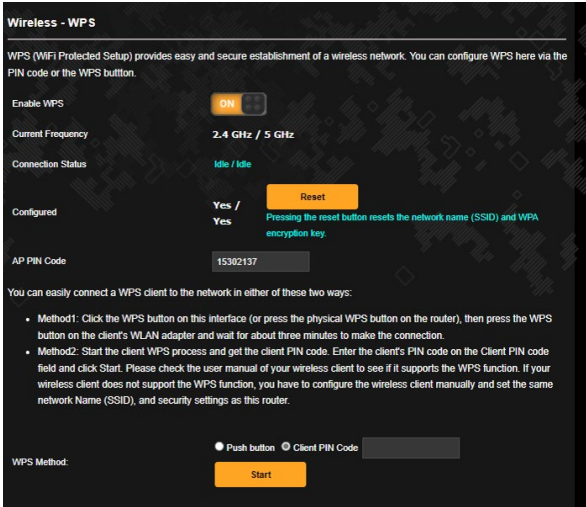 Wireless - WPS
WPS (WiFi Protected Setup) provides easy and secure establishment of a wireless network. You can configure WPS here via the
PIN code or the WPS buttton.
Enable WPS
ON
Current Frequency
2.4 GHz / 5 GHz
Connection Status
Idle / Idle
Configured
Yes /
Yes
Reset
Pressing the reset button resets the network name (SSID) and WPA
encryption key.
AP PIN Code
15302137
You can easily connect a WPS client to the network in either of these two ways:
• Method1: Click the WPS button on this interface (or press the physical WPS button on the router), then press the WPS
button on the client's WLAN adapter and wait for about three minutes to make the connection.
• Method2: Start the client WPS process and get the client PIN code. Enter the client's PIN code on the Client PIN code
field and click Start. Please check the user manual of your wireless client to see if it supports the WPS function. If your
wireless client does not support the WPS function, you have to configure the wireless client manually and set the same
network Name (SSID), and security settings as this router.
WPS Method:
Push button Client PIN Code
Start